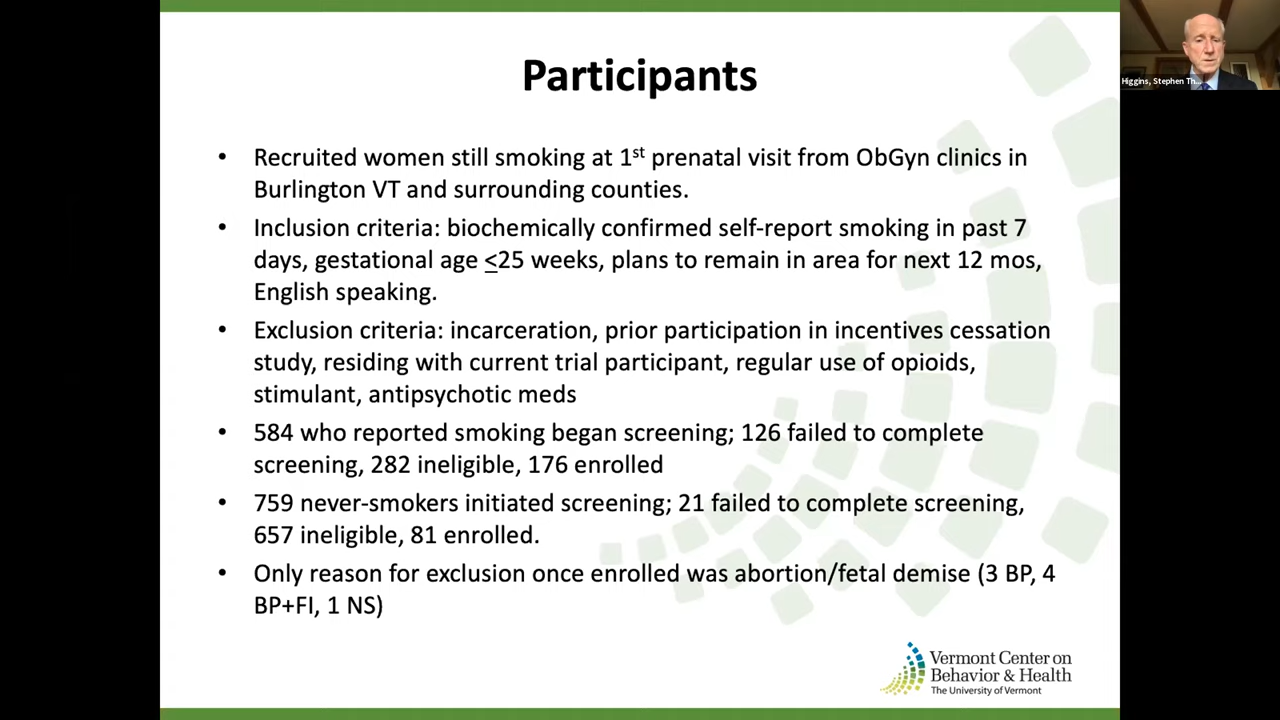 Participants
Higgins, Stephen Th...
• Recruited women still smoking at 1st prenatal visit from ObGyn clinics in
Burlington VT and surrounding counties.
• Inclusion criteria: biochemically confirmed self-report smoking in past 7
days, gestational age ≤25 weeks, plans to remain in area for next 12 mos,
English speaking.
• Exclusion criteria: incarceration, prior participation in incentives cessation
study, residing with current trial participant, regular use of opioids,
stimulant, antipsychotic meds
• 584 who reported smoking began screening; 126 failed to complete
screening, 282 ineligible, 176 enrolled
• 759 never-smokers initiated screening; 21 failed to complete screening,
657 ineligible, 81 enrolled.
• Only reason for exclusion once enrolled was abortion/fetal demise (3 BP, 4
BP+FI, 1 NS)
Vermont Center on
Behavior & Health
The University of Vermont